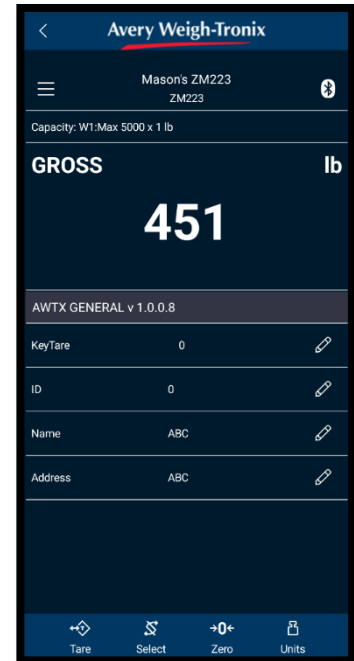 Avery Weigh-Tronix
Mason's ZM223
ZM223
Capacity: W1:Max 5000 x 1 lb
GROSS lb
451
AWTX GENERAL v 1.0.0.8
KeyTare 0
ID 0
Name ABC
Address ABC
Tare Select →0← Zero Units